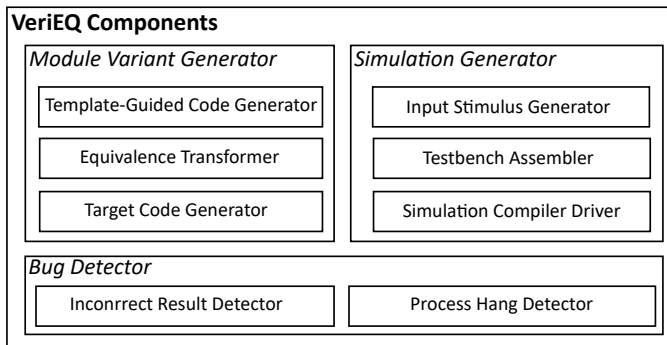 VeriEQ Components
Module Variant Generator
Template-Guided Code Generator
Equivalence Transformer
Target Code Generator
Simulation Generator
Input Stimulus Generator
Testbench Assembler
Simulation Compiler Driver
Bug Detector
Inconrrect Result Detector
Process Hang Detector